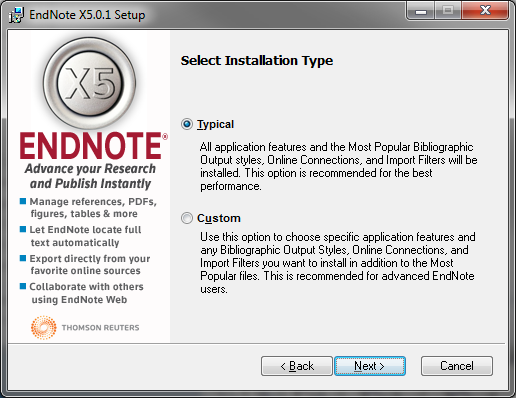 EndNote X5.0.1 Setup
X5
ENDNOTE®
Advance your Research
and Publish Instantly
Manage references, PDFs,
figures, tables & more
Let EndNote locate full
text automatically
Export directly from your
favorite online sources
Collaborate with others
using EndNote Web
THOMSON REUTERS
Select Installation Type
Typical
All application features and the Most Popular Bibliographic
Output styles, Online Connections, and Import Filters will be
installed. This option is recommended for the best
performance.
Custom
Use this option to choose specific application features and
any Bibliographic Output Styles, Online Connections, and
Import Filters you want to install in addition to the Most
Popular files. This is recommended for advanced EndNote
users.
< Back
Next >
Cancel